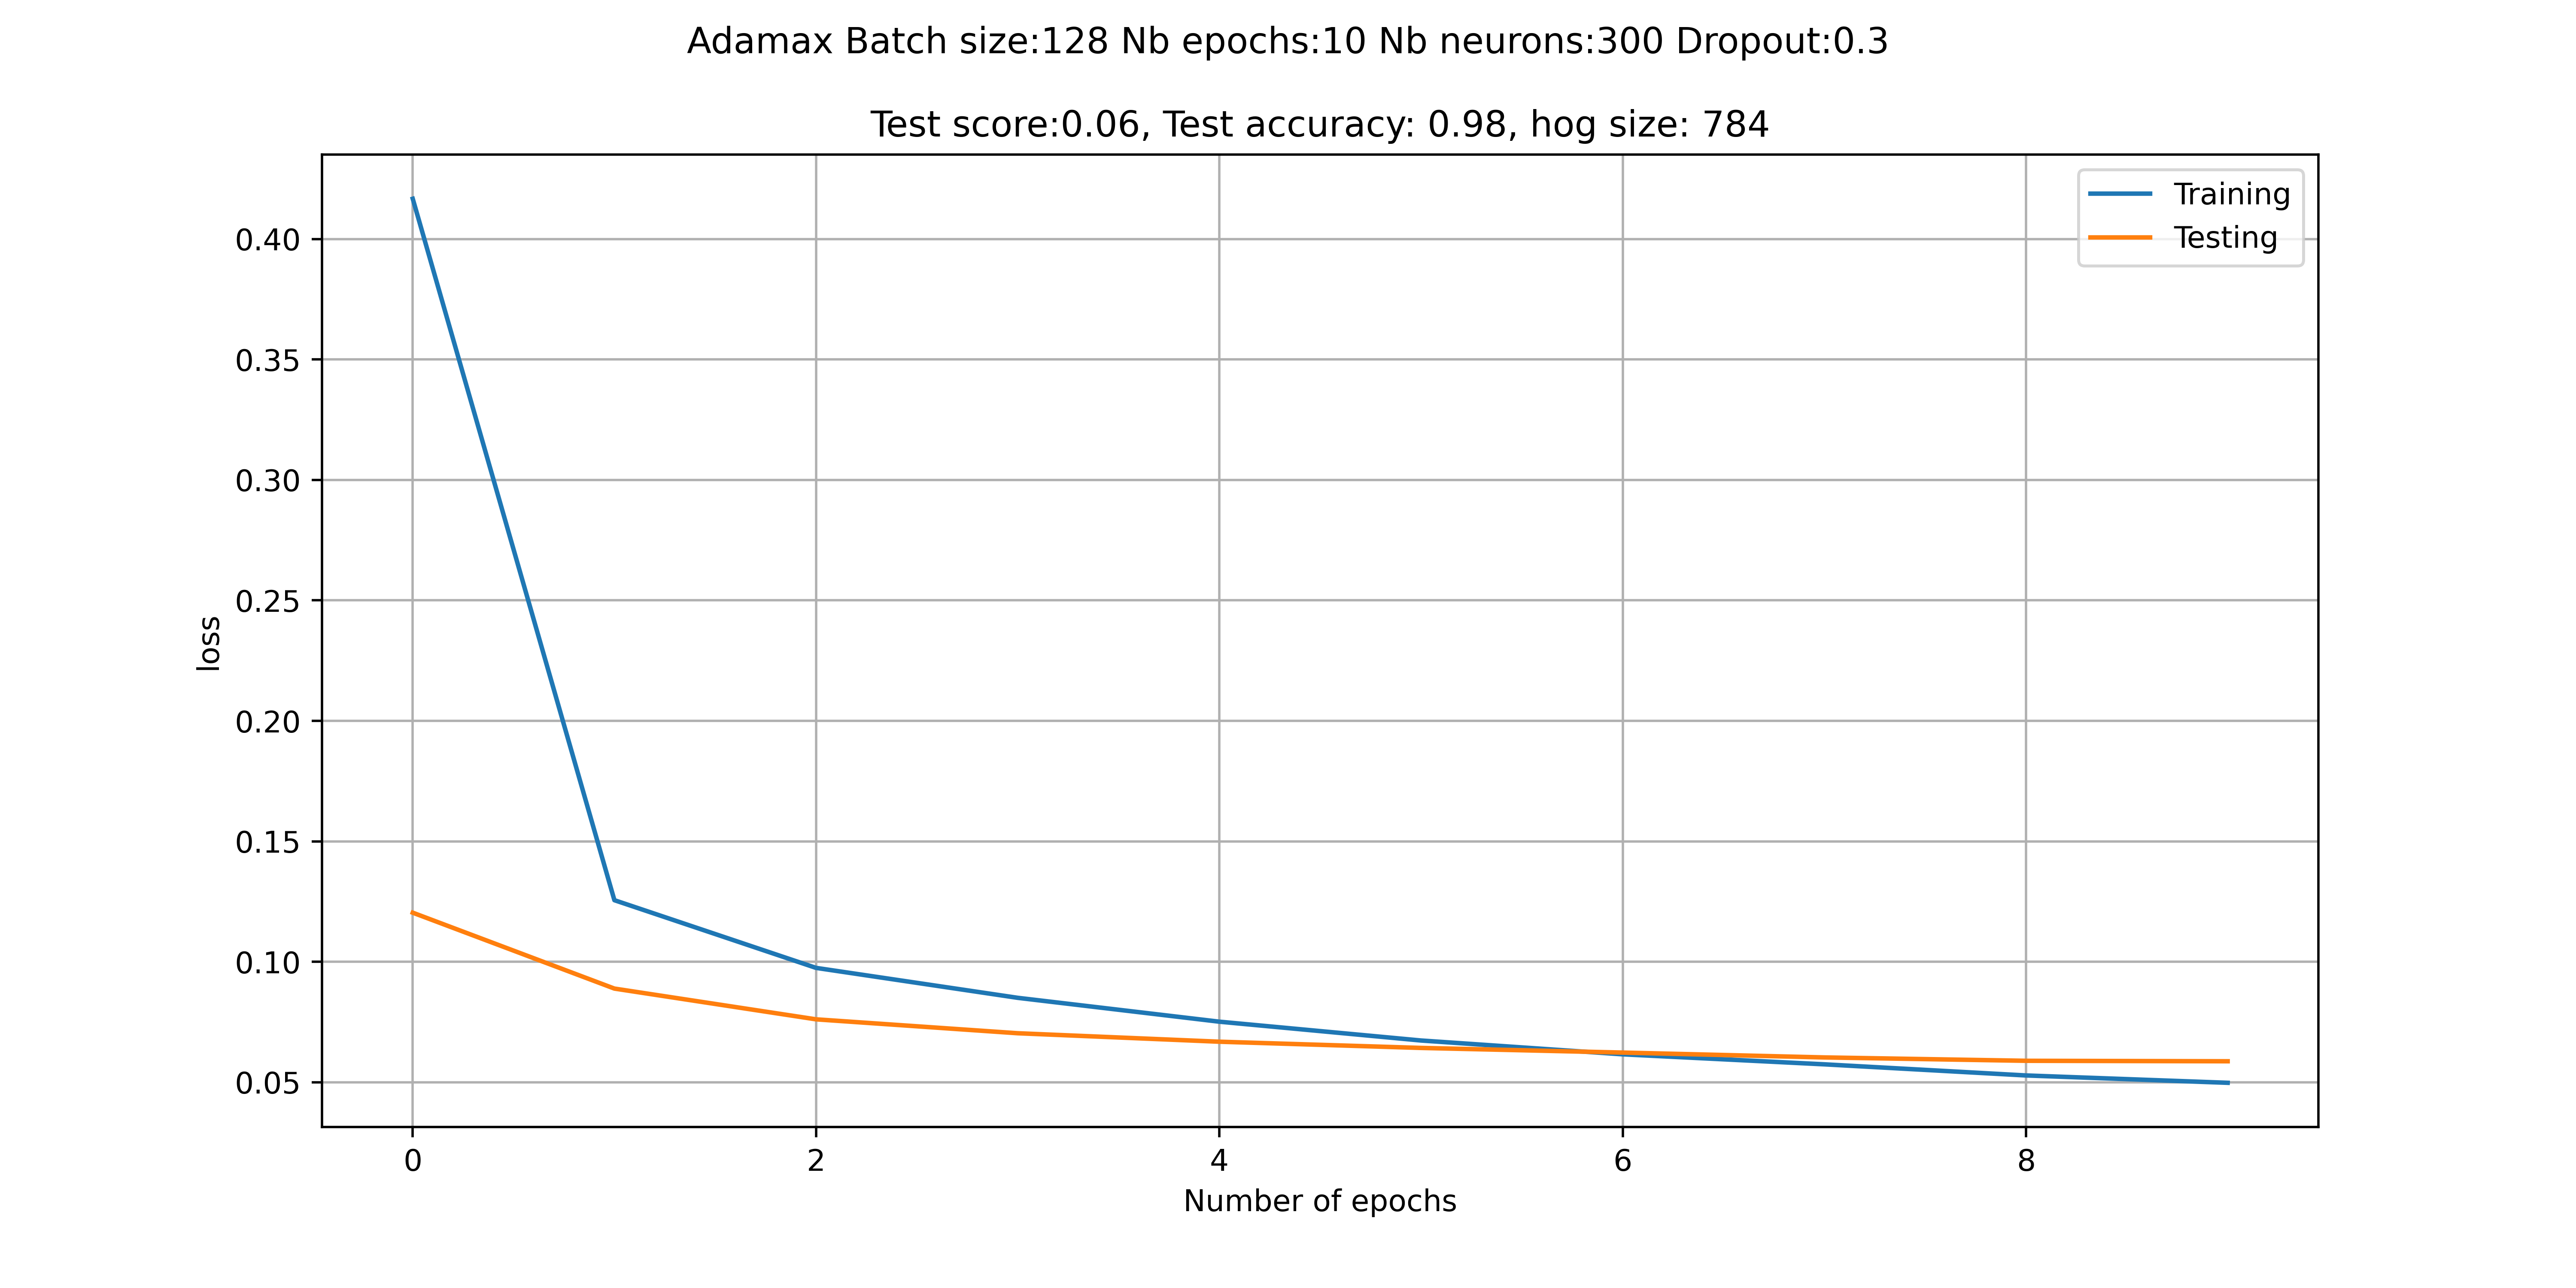 Adamax Batch size:128 Nb epochs:10 Nb neurons:300 Dropout:0.3
Test score:0.06, Test accuracy: 0.98, hog size: 784
Training
Testing
0.40
0.35
0.30
0.25
0.20
0.15
0.10
0.05
loss
0 2 4 6 8
Number of epochs